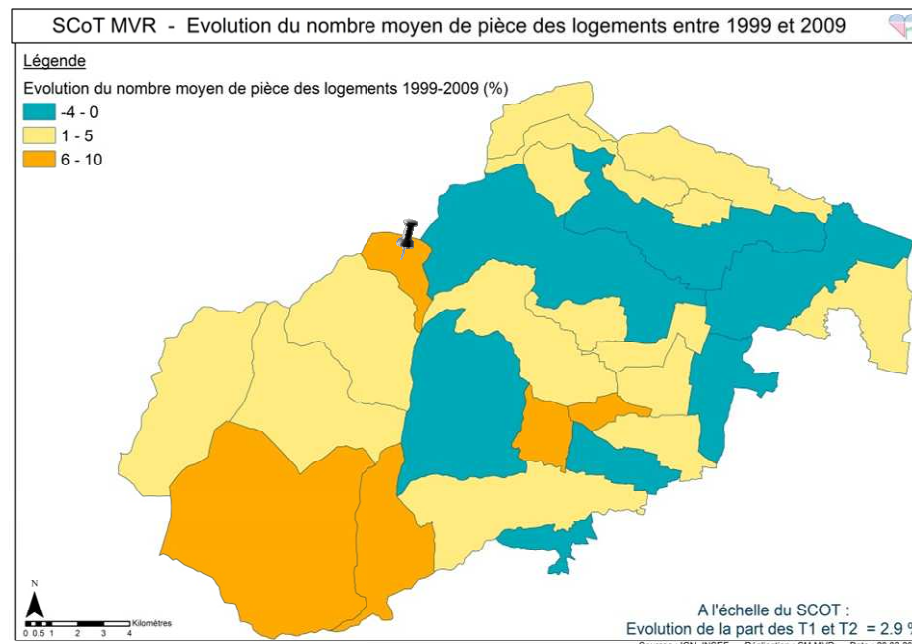 SCoT MVR - Evolution du nombre moyen de pièce des logements entre 1999 et 2009
Légende
Evolution du nombre moyen de pièce des logements 1999-2009 (%)
-4 - 0
1 - 5
6 - 10
N
Kilomètres
0 0.5 1 2 3 4
A l'échelle du SCOT :
Evolution de la part des T1 et T2 = 2.9 %